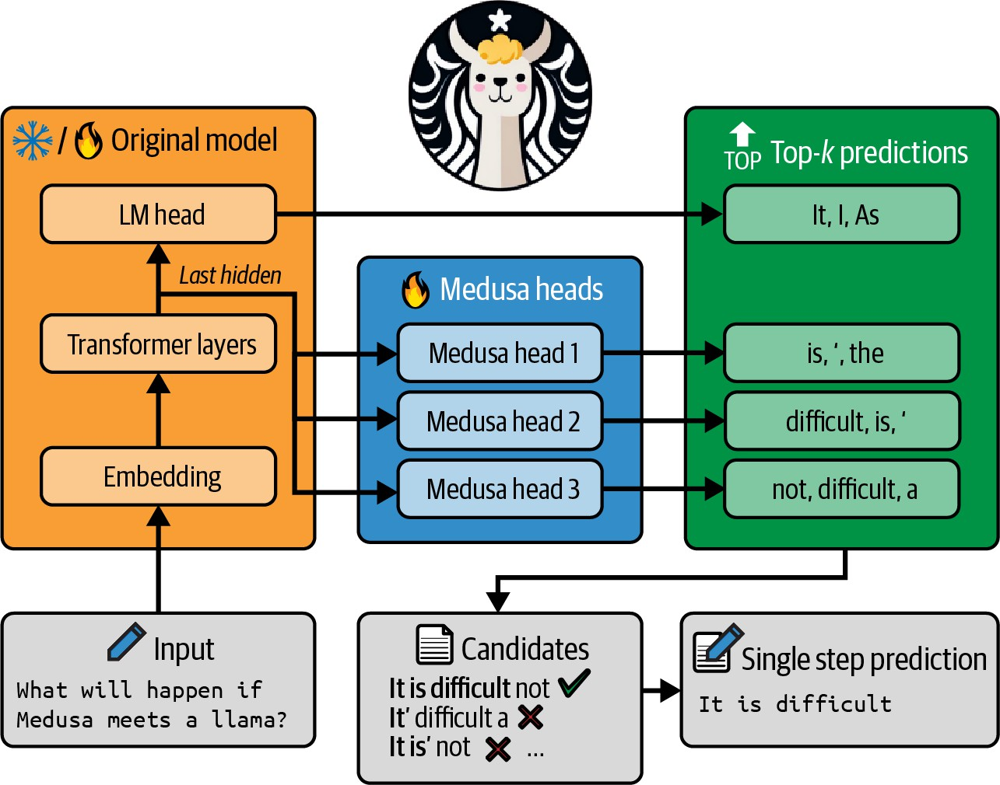 / Original model
LM head
Last hidden
Transformer layers
Embedding
Medusa heads
Medusa head 1
Medusa head 2
Medusa head 3
TOP Top-k predictions
It, I, As
is, ‘, the
difficult, is, ‘
not, difficult, a
Input
What will happen if
Medusa meets a llama?
Candidates
It is difficult not
It’ difficult a
It is’ not ...
Single step prediction
It is difficult